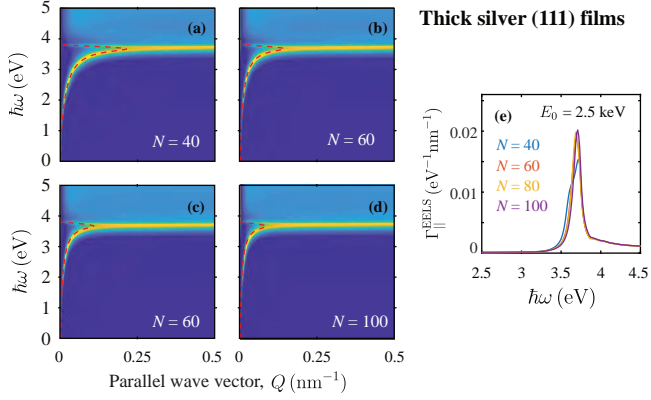 Thick silver (111) films
ħω (eV)
5
4
3
2
1
0
(a)
N = 40
(b)
N = 60
ħω (eV)
5
4
3
2
1
0
(c)
N = 60
(d)
N = 100
0
0.25
0.5
0
0.25
0.5
Parallel wave vector, Q (nm⁻¹)
Γ∥^EELS (eV⁻¹nm⁻¹)
0.02
0.01
0
(e)
E₀ = 2.5 keV
N = 40
N = 60
N = 80
N = 100
2.5
3.5
4.5
ħω (eV)